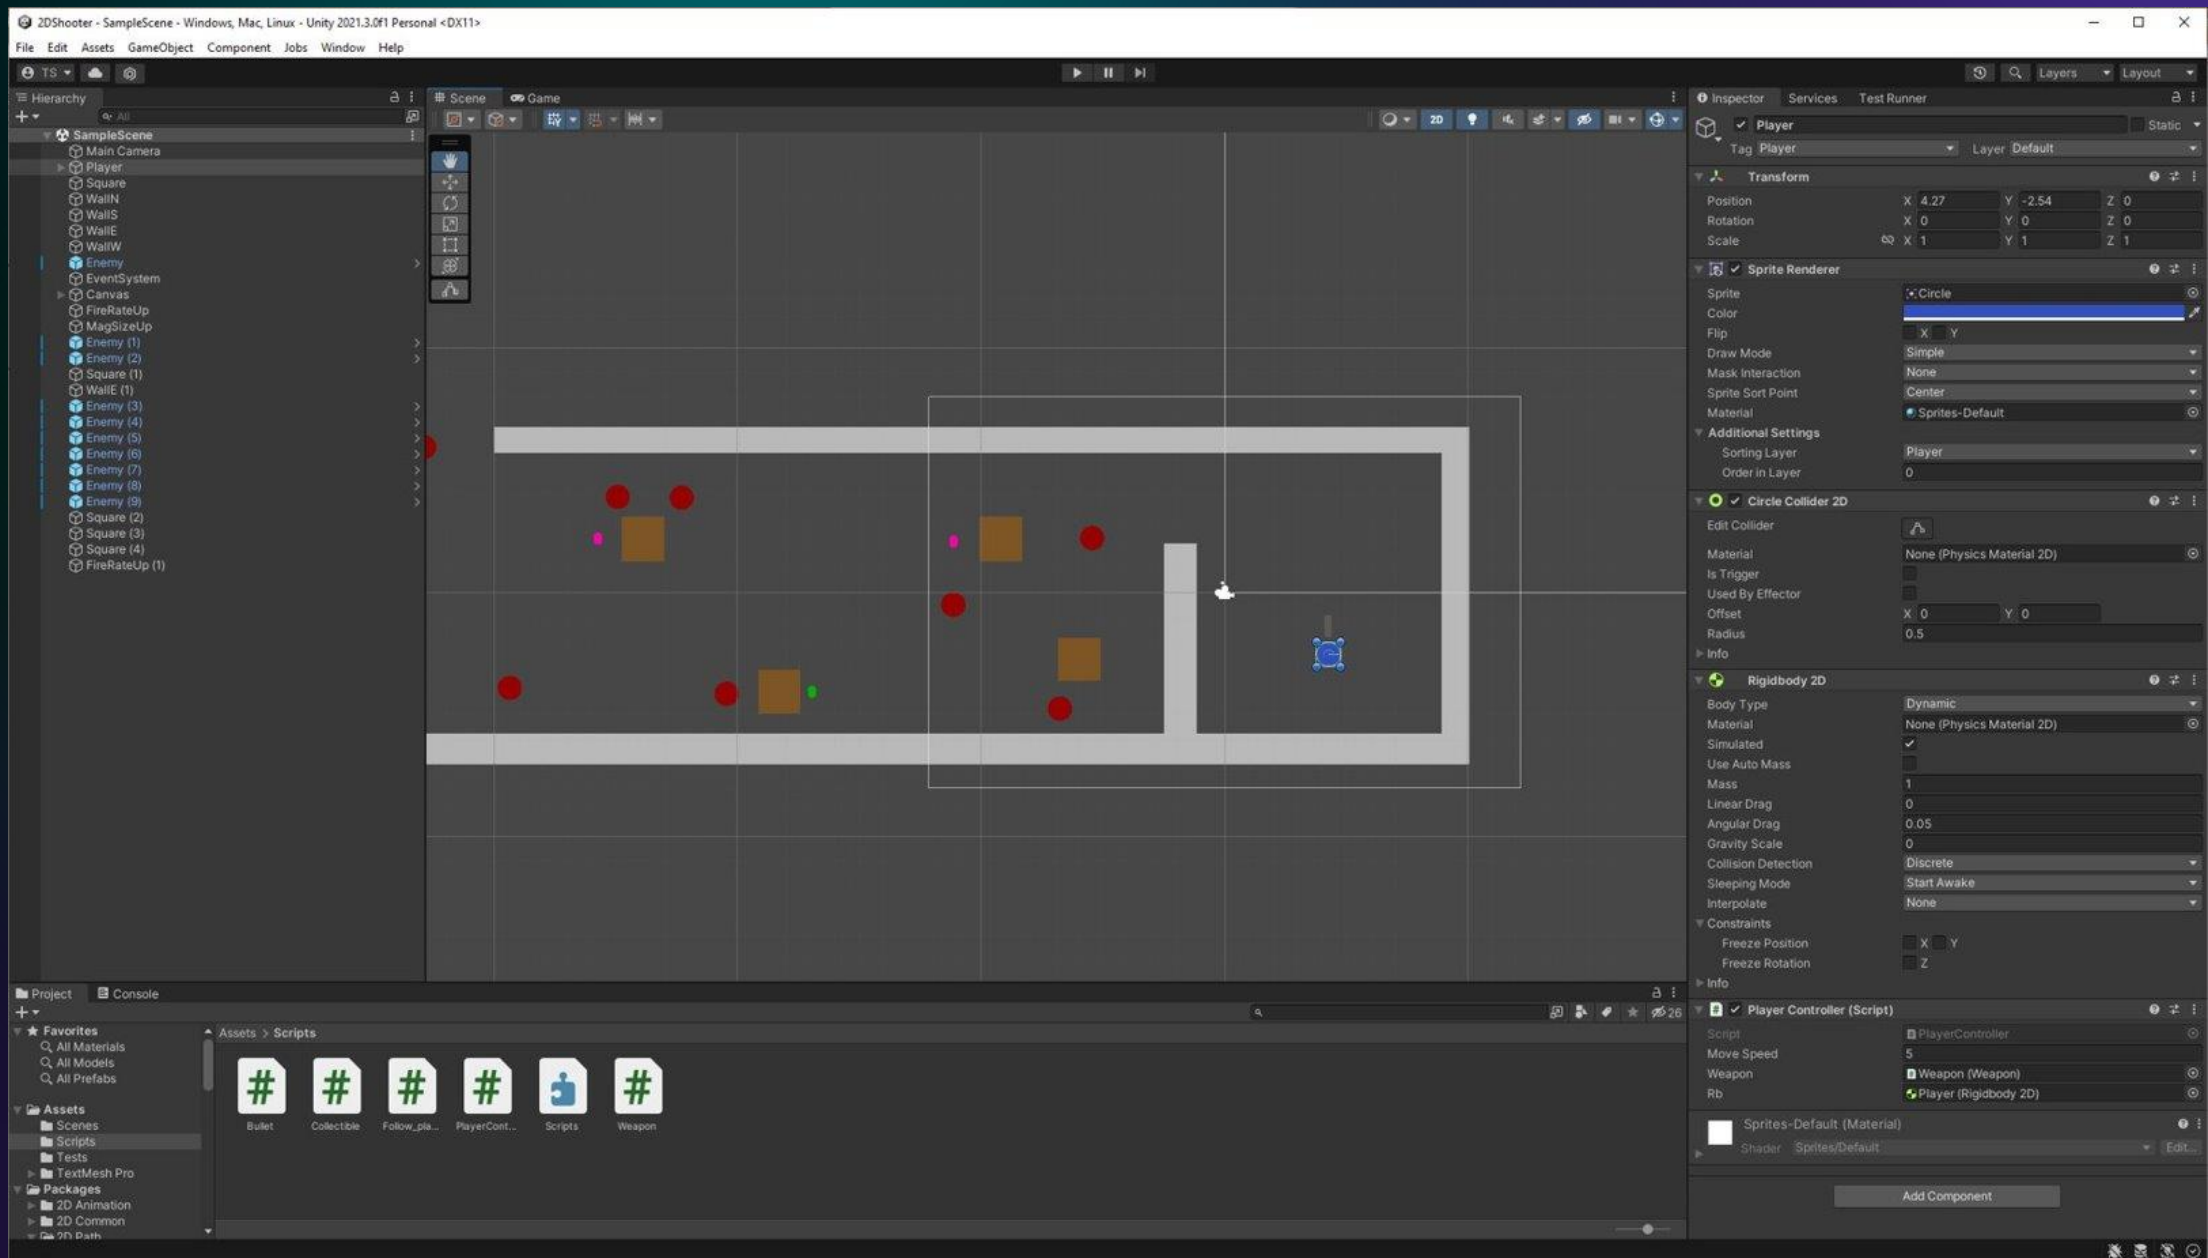 2DShooter - SampleScene - Windows, Mac, Linux - Unity 2021.3.0f1 Personal <DX11>
File Edit Assets GameObject Component Jobs Window Help
TS Layers Layout
Hierarchy
All
SampleScene
Main Camera
Player
Square
WallN
WallS
WallE
WallW
Enemy
EventSystem
Canvas
FireRateUp
MagSizeUp
Enemy (1)
Enemy (2)
Square (1)
WallE (1)
Enemy (3)
Enemy (4)
Enemy (5)
Enemy (6)
Enemy (7)
Enemy (8)
Enemy (9)
Square (2)
Square (3)
Square (4)
FireRateUp (1)
Scene Game
2D
Inspector Services Test Runner
Player Static
Tag Player Layer Default
Transform
Position X 4.27 Y -2.54 Z 0
Rotation X 0 Y 0 Z 0
Scale X 1 Y 1 Z 1
Sprite Renderer
Sprite Circle
Color
Flip X Y
Draw Mode Simple
Mask Interaction None
Sprite Sort Point Center
Material Sprites-Default
Additional Settings
Sorting Layer Player
Order in Layer 0
Circle Collider 2D
Edit Collider
Material None (Physics Material 2D)
Is Trigger
Used By Effector
Offset X 0 Y 0
Radius 0.5
Info
Rigidbody 2D
Body Type Dynamic
Material None (Physics Material 2D)
Simulated
Use Auto Mass
Mass 1
Linear Drag 0
Angular Drag 0.05
Gravity Scale 0
Collision Detection Discrete
Sleeping Mode Start Awake
Interpolate None
Constraints
Freeze Position X Y
Freeze Rotation Z
Info
Player Controller (Script)
Script PlayerController
Move Speed 5
Weapon Weapon (Weapon)
Rb Player (Rigidbody 2D)
Sprites-Default (Material)
Shader Sprites/Default Edit...
Add Component
Project Console
26
Favorites
All Materials
All Models
All Prefabs
Assets
Scenes
Scripts
Tests
TextMesh Pro
Packages
2D Animation
2D Common
2D Path
Assets > Scripts
Bullet Collectible Follow_pla... PlayerCont... Scripts Weapon